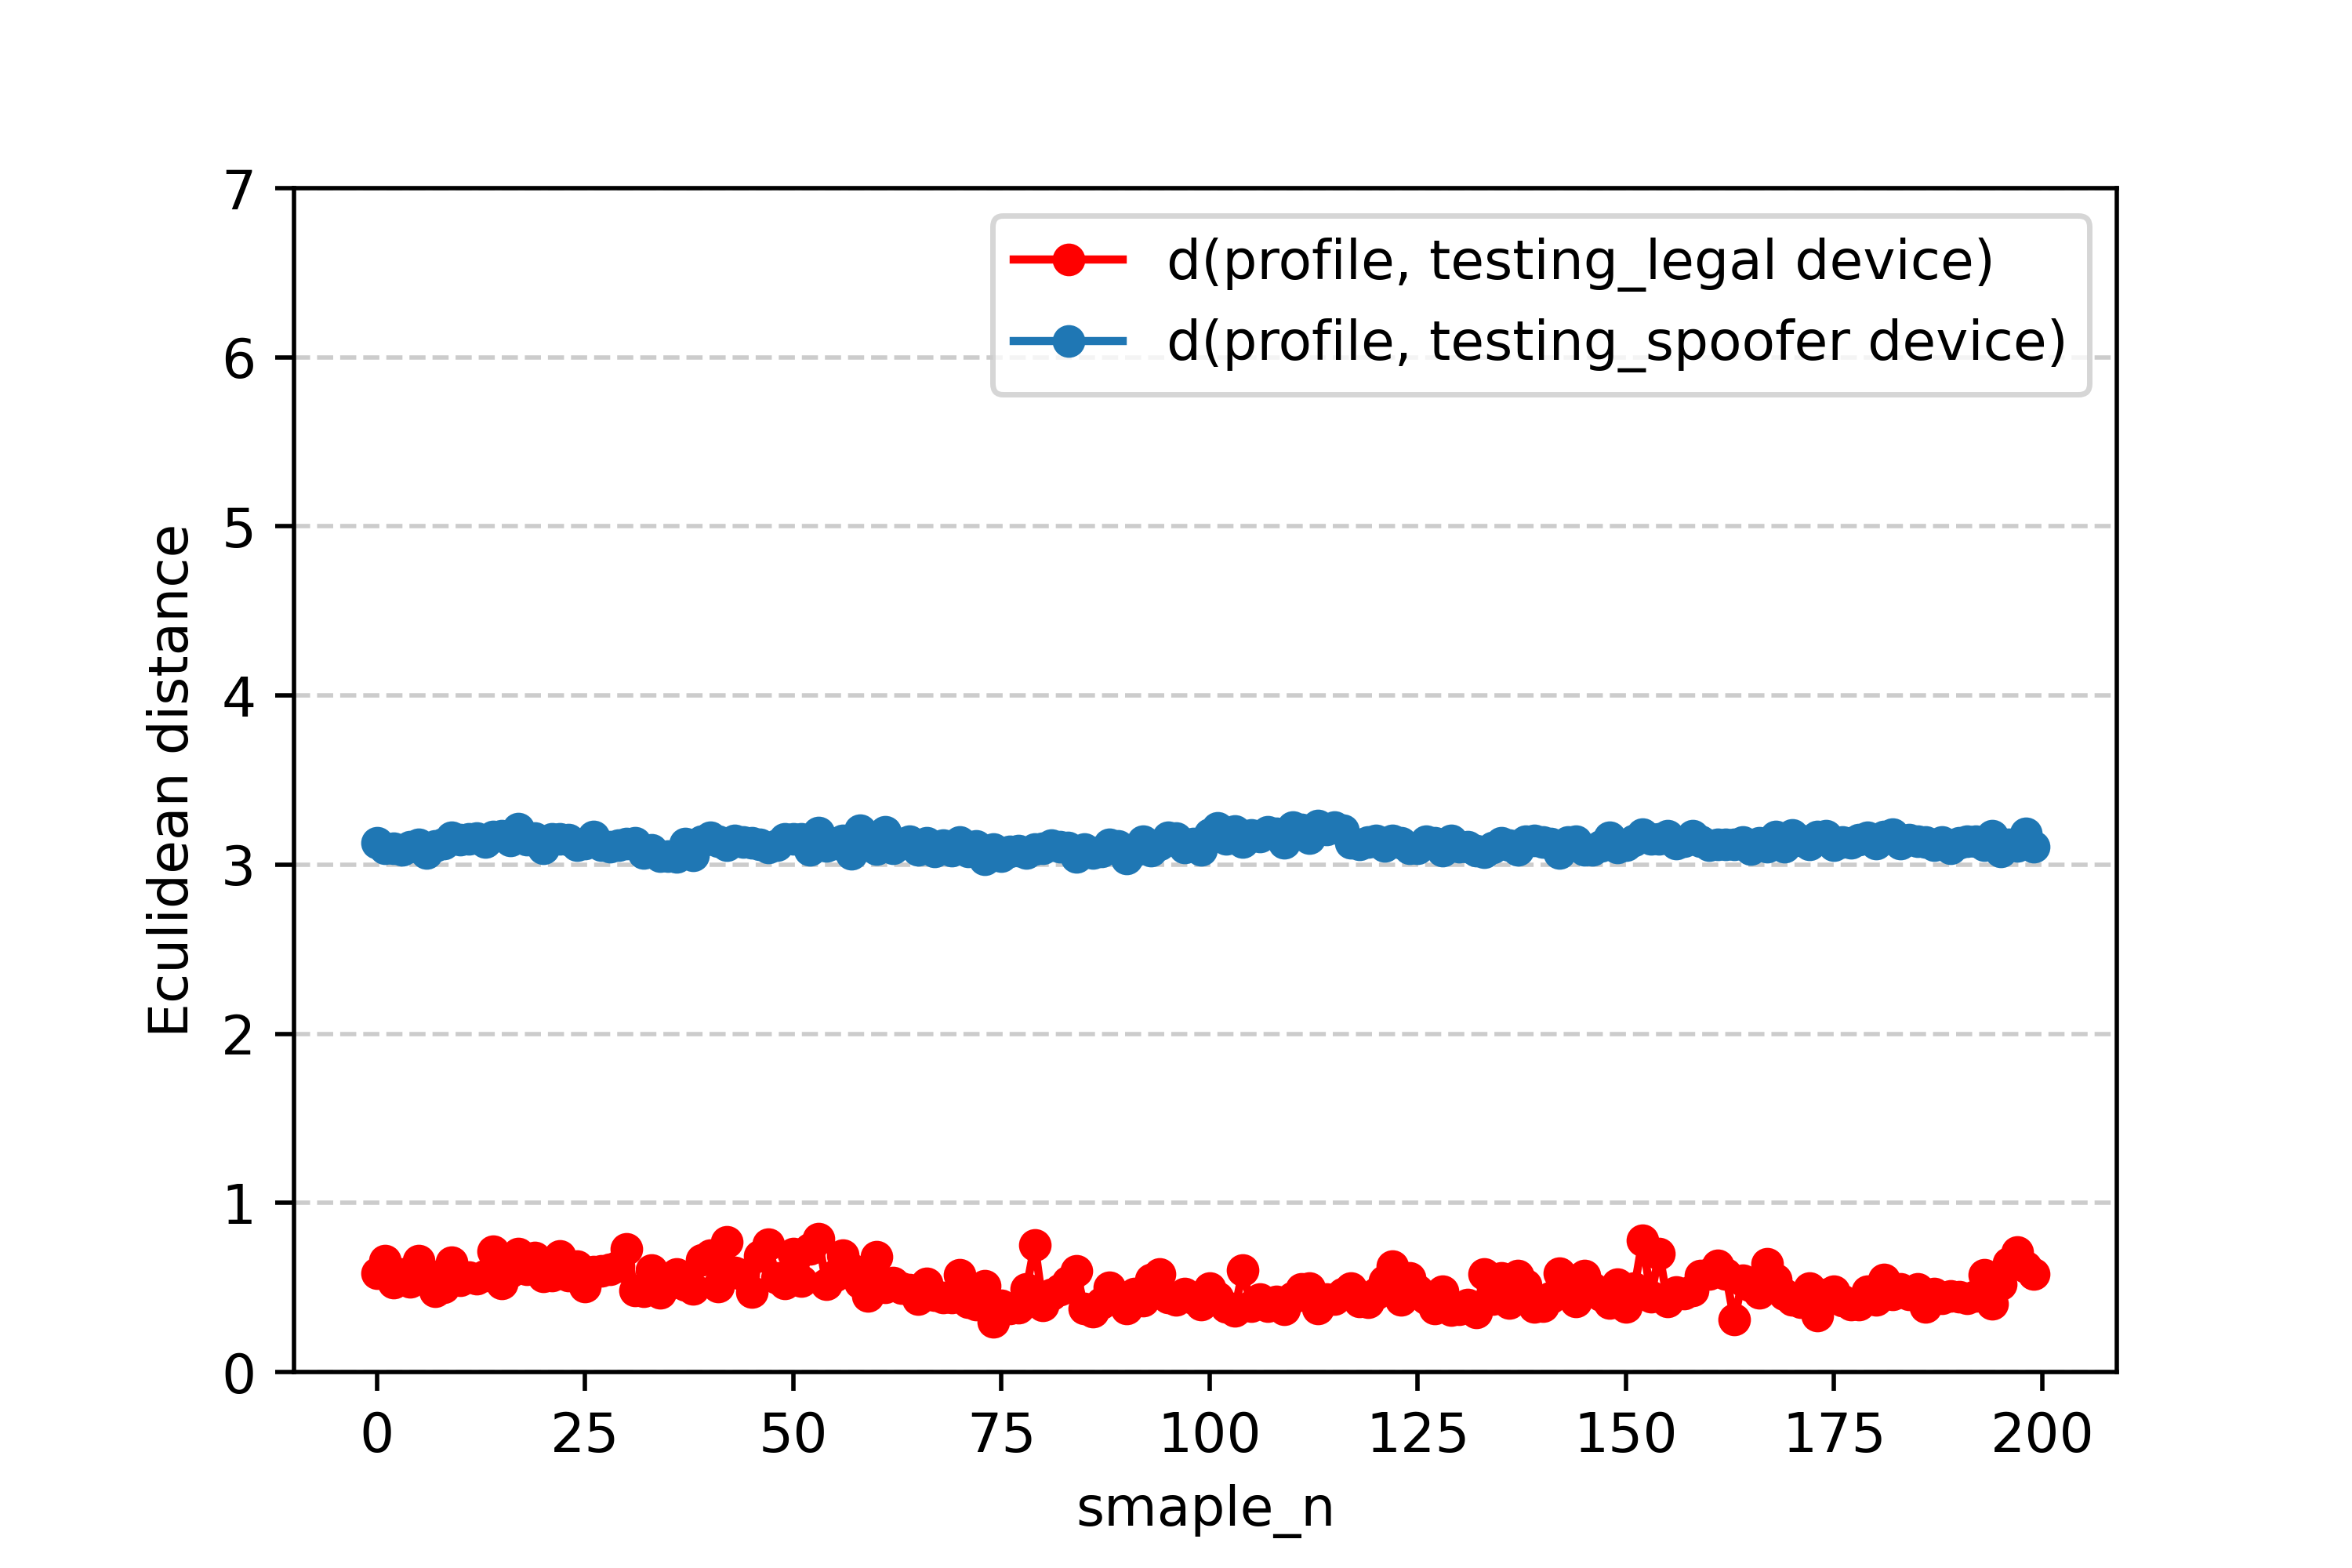 7
6
5
4
3
2
1
0
Eculidean distance
d(profile, testing_legal device)
d(profile, testing_spoofer device)
0 25 50 75 100 125 150 175 200
smaple_n